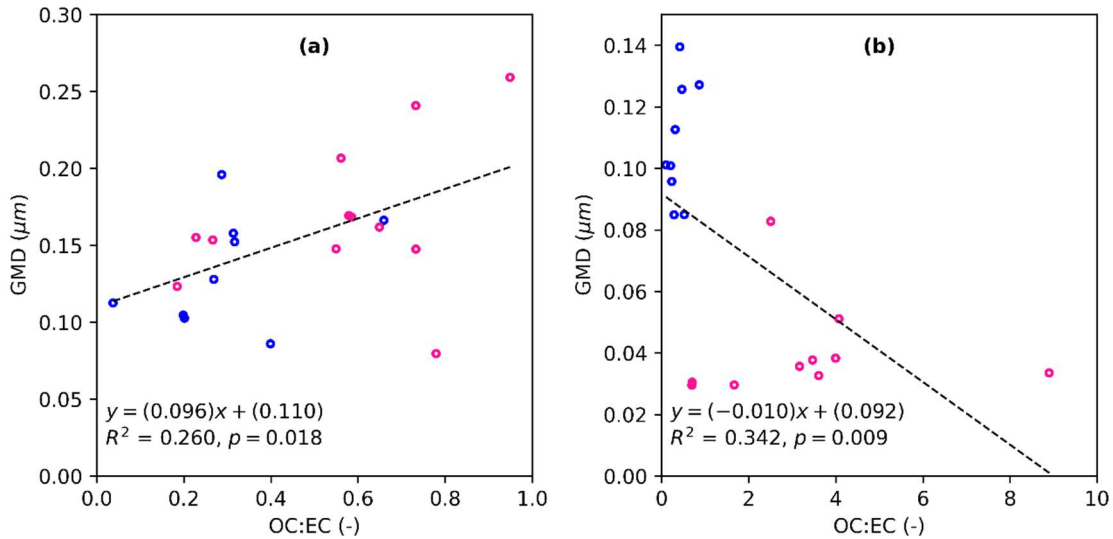 0.30
0.25
0.20
0.15
0.10
0.05
0.00
GMD (μm)
(a)
y = (0.096)x + (0.110)
R² = 0.260, p = 0.018
0.0 0.2 0.4 0.6 0.8 1.0
OC:EC (-)
0.14
0.12
0.10
0.08
0.06
0.04
0.02
0.00
GMD (μm)
(b)
y = (−0.010)x + (0.092)
R² = 0.342, p = 0.009
0 2 4 6 8 10
OC:EC (-)